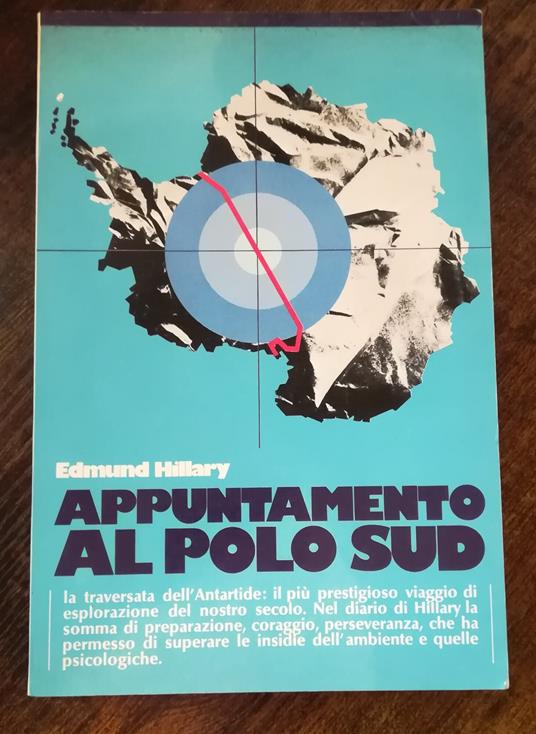 Edmund Hillary
APPUNTAMENTO
AL POLO SUD
la traversata dell'Antartide: il più prestigioso viaggio di
esplorazione del nostro secolo. Nel diario di Hillary la
somma di preparazione, coraggio, perseveranza, che ha
permesso di superare le insidie dell'ambiente e quelle
psicologiche.